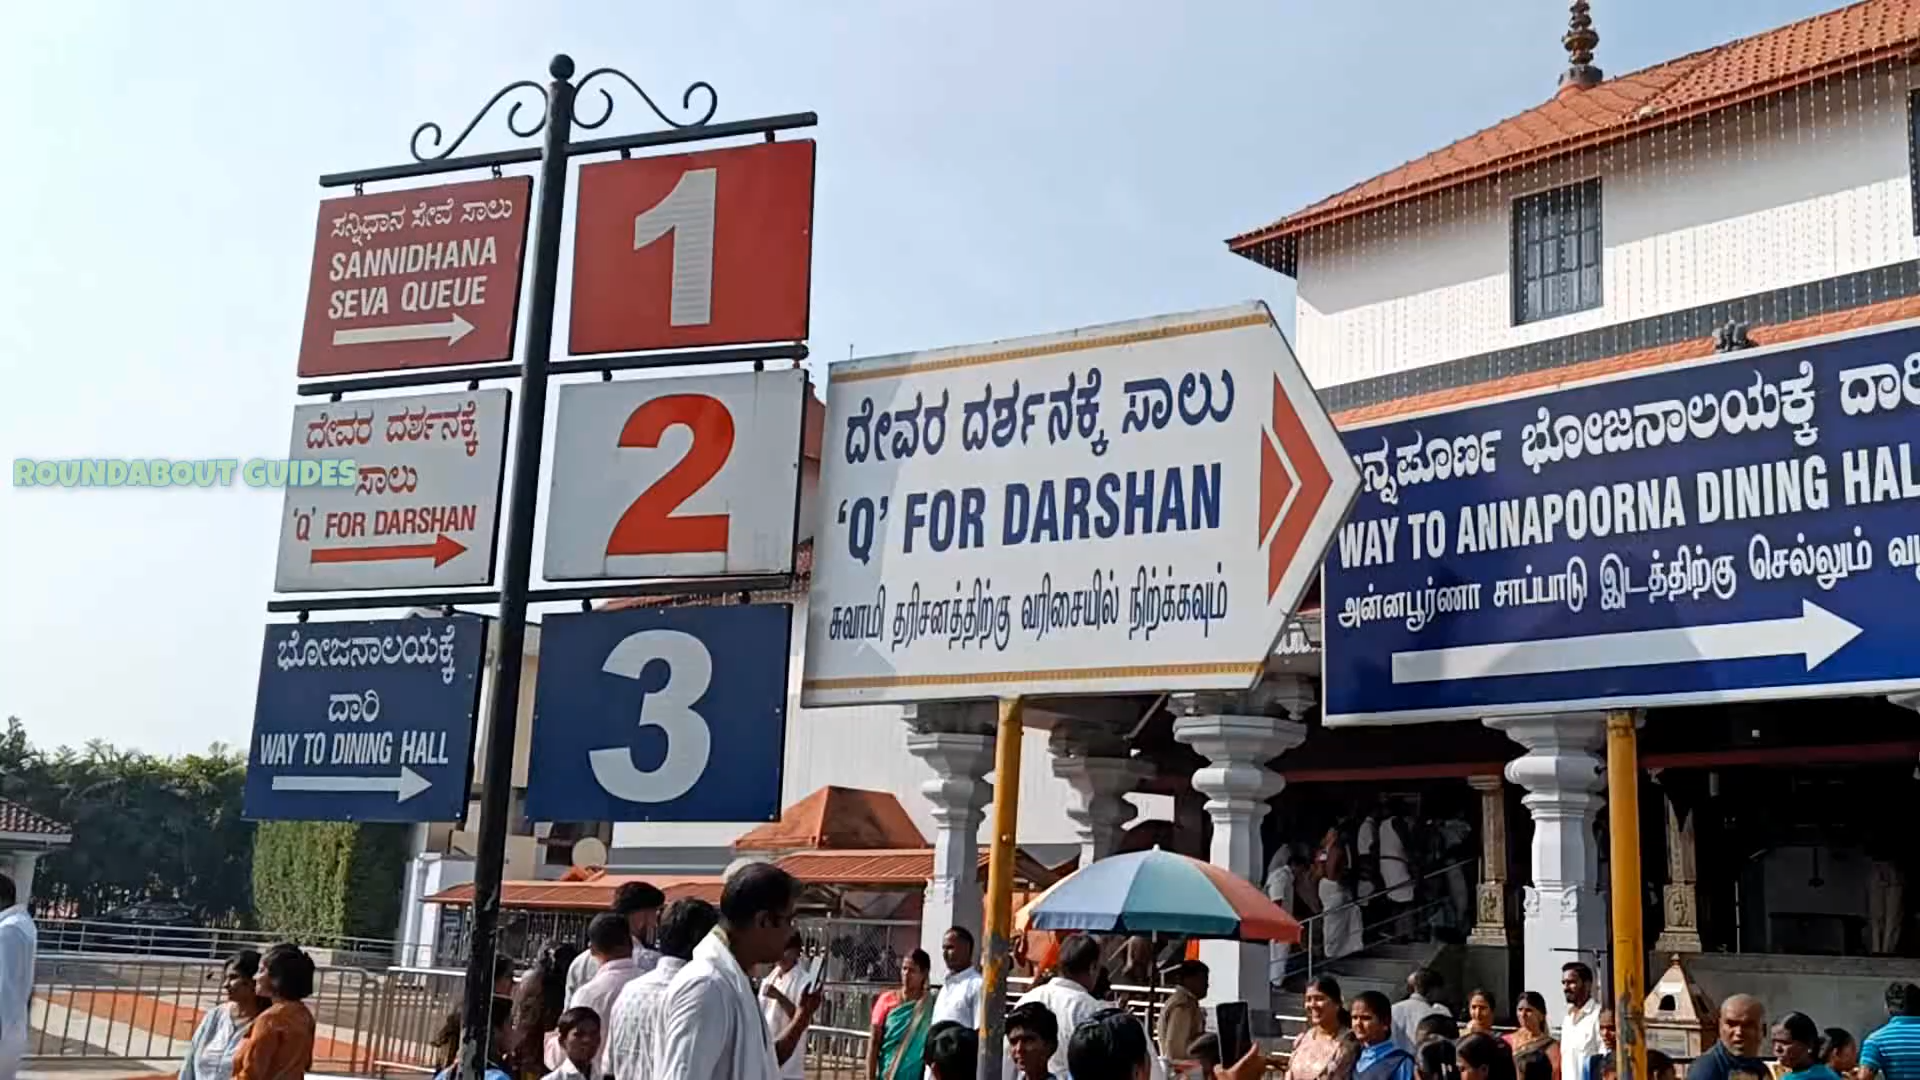 ಸನ್ನಿಧಾನ ಸೇವೆ ಸಾಲು
SANNIDHANA
SEVA QUEUE
1
ದೇವರ ದರ್ಶನಕ್ಕೆ
ಸಾಲು
'Q' FOR DARSHAN
2
ಭೋಜನಾಲಯಕ್ಕೆ
ದಾರಿ
WAY TO DINING HALL
3
ದೇವರ ದರ್ಶನಕ್ಕೆ ಸಾಲು
'Q' FOR DARSHAN
சுவாமி தரிசனத்திற்கு வரிசையில் நிற்க்கவும்
ಭೋಜನಾಲಯಕ್ಕೆ
WAY TO ANNAPOORNA DINING
அன்னபூர்ணா சாப்பாடு இடத்திற்கு செல்லும்
ROUNDABOUT GUIDES